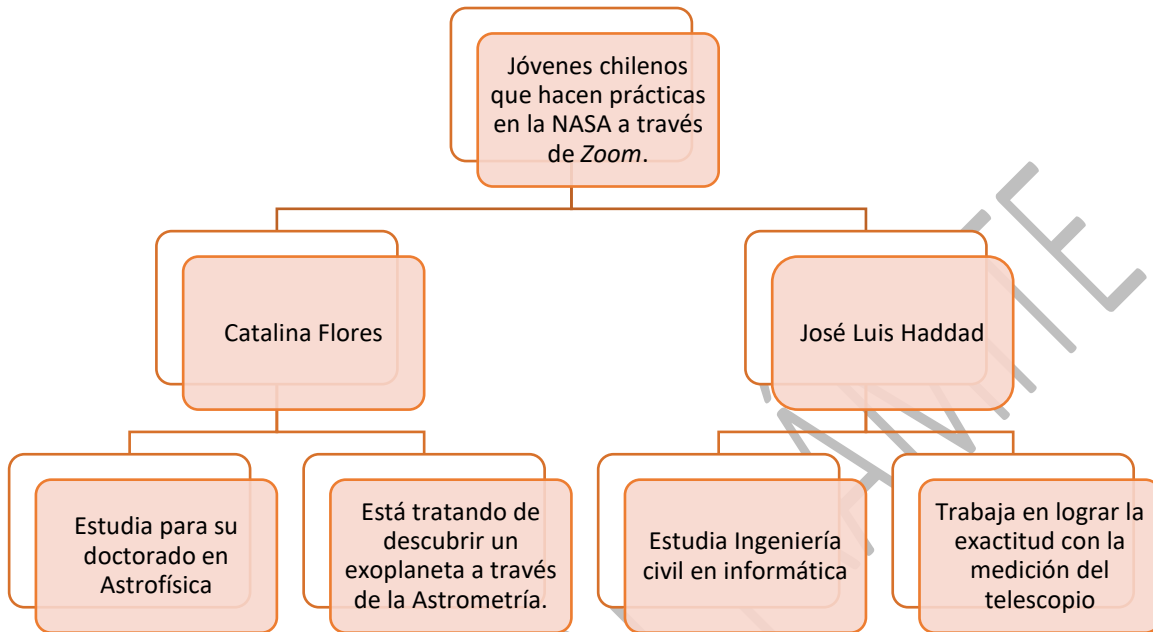 Jóvenes chilenos
que hacen prácticas
en la NASA a través
de Zoom.
Catalina Flores
José Luis Haddad
Estudia para su
doctorado en
Astrofísica
Está tratando de
descubrir un
exoplaneta a través
de la Astrometría.
Estudia Ingeniería
civil en informática
Trabaja en lograr la
exactitud con la
medición del
telescopio